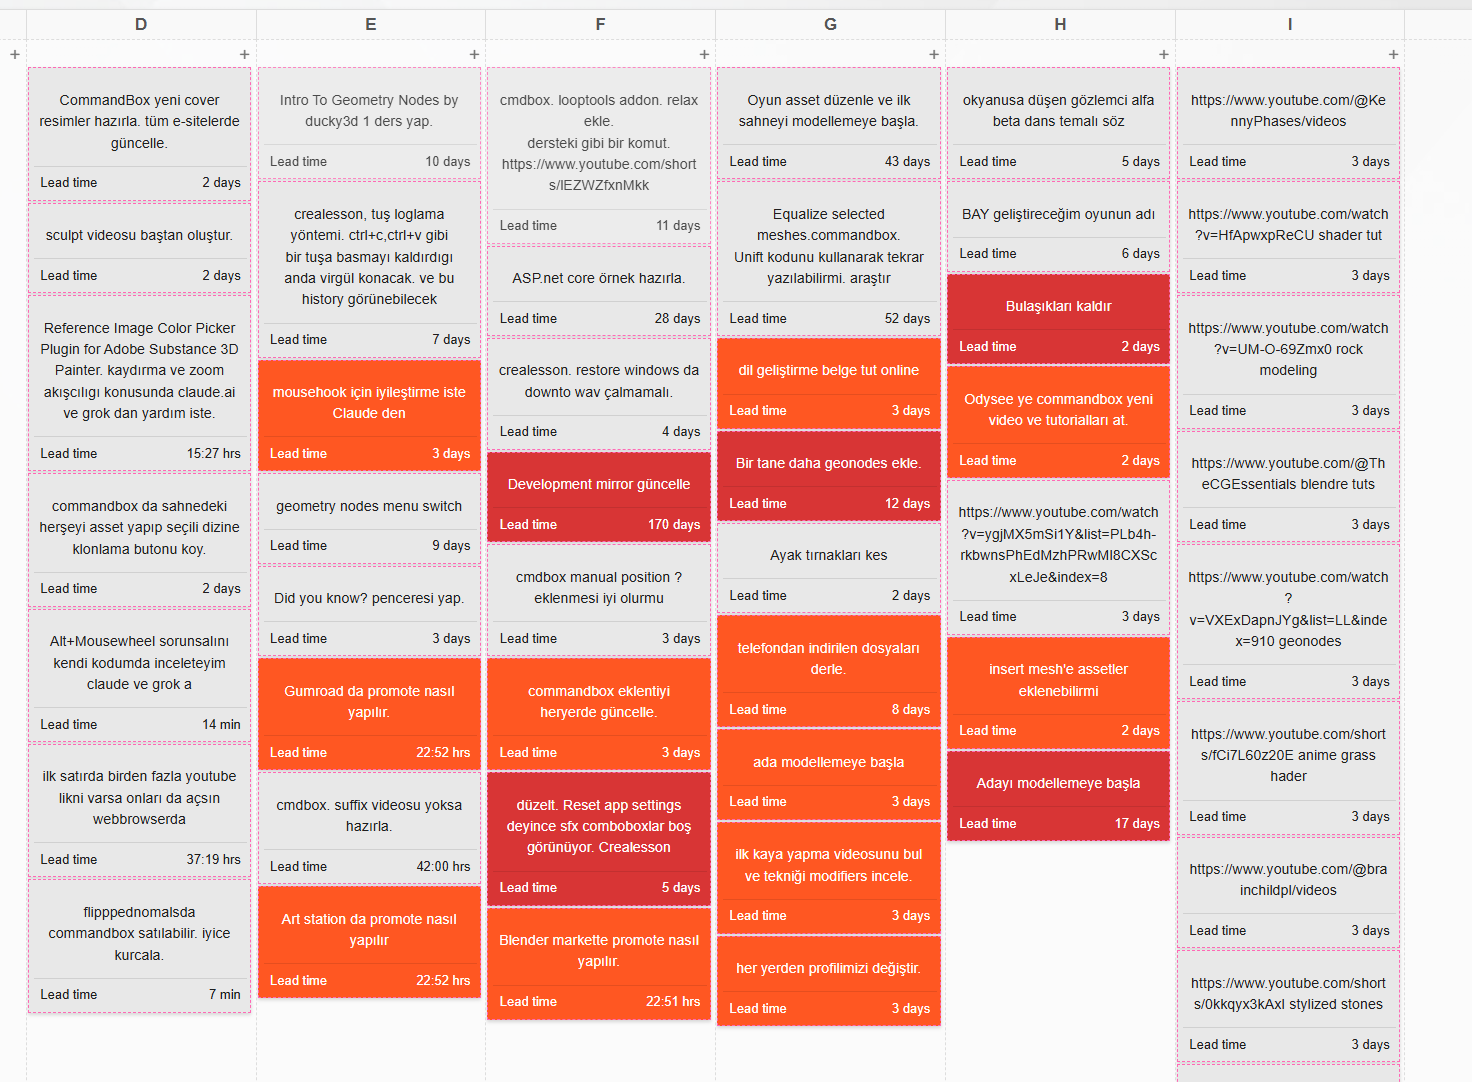 D
E
F
G
H
I
+
+
+
+
+
+
+
CommandBox yeni cover
resimler hazırla. tüm e-sitelerde
güncelle.
Lead time 2 days
sculpt videosu baştan oluştur.
Lead time 2 days
Reference Image Color Picker
Plugin for Adobe Substance 3D
Painter. kaydırma ve zoom
akışcılıgı konusunda claude.ai
ve grok dan yardım iste.
Lead time 15:27 hrs
commandbox da sahnedeki
herşeyi asset yapıp seçili dizine
klonlama butonu koy.
Lead time 2 days
Alt+Mousewheel sorunsalını
kendi kodumda inceleteyim
claude ve grok a
Lead time 14 min
ilk satırda birden fazla youtube
likni varsa onları da açsın
webbrowserda
Lead time 37:19 hrs
flipppednomalsda
commandbox satılabilir. iyice
kurcala.
Lead time 7 min
Intro To Geometry Nodes by
ducky3d 1 ders yap.
Lead time 10 days
crealesson, tuş loglama
yöntemi. ctrl+c,ctrl+v gibi
bir tuşa basmayı kaldırdıgı
anda virgül konacak. ve bu
history görünebilecek
Lead time 7 days
mousehook için iyileştirme iste
Claude den
Lead time 3 days
geometry nodes menu switch
Lead time 9 days
Did you know? penceresi yap.
Lead time 3 days
Gumroad da promote nasıl
yapılır.
Lead time 22:52 hrs
cmdbox. suffix videosu yoksa
hazırla.
Lead time 42:00 hrs
Art station da promote nasıl
yapılır
Lead time 22:52 hrs
cmdbox. looptools addon. relax
ekle.
dersteki gibi bir komut.
https://www.youtube.com/short
s/IEZWZfxnMkk
Lead time 11 days
ASP.net core örnek hazırla.
Lead time 28 days
crealesson. restore windows da
downto wav çalmamalı.
Lead time 4 days
Development mirror güncelle
Lead time 170 days
cmdbox manual position ?
eklenmesi iyi olurmu
Lead time 3 days
commandbox eklentiyi
heryerde güncelle.
Lead time 3 days
düzelt. Reset app settings
deyince sfx comboboxlar boş
görünüyor. Crealesson
Lead time 5 days
Blender markette promote nasıl
yapılır.
Lead time 22:51 hrs
Oyun asset düzenle ve ilk
sahneyi modellemeye başla.
Lead time 43 days
Equalize selected
meshes.commandbox.
Unift kodunu kullanarak tekrar
yazılabilirmi. araştır
Lead time 52 days
dil geliştirme belge tut online
Lead time 3 days
Bir tane daha geonodes ekle.
Lead time 12 days
Ayak tırnakları kes
Lead time 2 days
telefondan indirilen dosyaları
derle.
Lead time 8 days
ada modellemeye başla
Lead time 3 days
ilk kaya yapma videosunu bul
ve tekniği modifiers incele.
Lead time 3 days
her yerden profilimizi değiştir.
Lead time 3 days
okyanusa düşen gözlemci alfa
beta dans temalı söz
Lead time 5 days
BAY geliştireceğim oyunun adı
Lead time 6 days
Bulaşıkları kaldır
Lead time 2 days
Odysee ye commandbox yeni
video ve tutorialları at.
Lead time 2 days
https://www.youtube.com/watch
?v=ygjMX5mSi1Y&list=PLb4h-
rkbwnsPhEdMzhPRwMI8CXSc
xLeJe&index=8
Lead time 3 days
insert mesh'e assetler
eklenebilirmi
Lead time 2 days
Adayı modellemeye başla
Lead time 17 days
https://www.youtube.com/@Ke
nnyPhases/videos
Lead time 3 days
https://www.youtube.com/watch
?v=HfApwxpReCU shader tut
Lead time 3 days
https://www.youtube.com/watch
?v=UM-O-69Zmx0 rock
modeling
Lead time 3 days
https://www.youtube.com/@Th
eCGEssentials blendre tuts
Lead time 3 days
https://www.youtube.com/watch
?
v=VXExDapnJYg&list=LL&inde
x=910 geonodes
Lead time 3 days
https://www.youtube.com/short
s/fCi7L60z20E anime grass
hader
Lead time 3 days
https://www.youtube.com/@bra
inchildpl/videos
Lead time 3 days
https://www.youtube.com/short
s/0kkqyx3kAxI stylized stones
Lead time 3 days